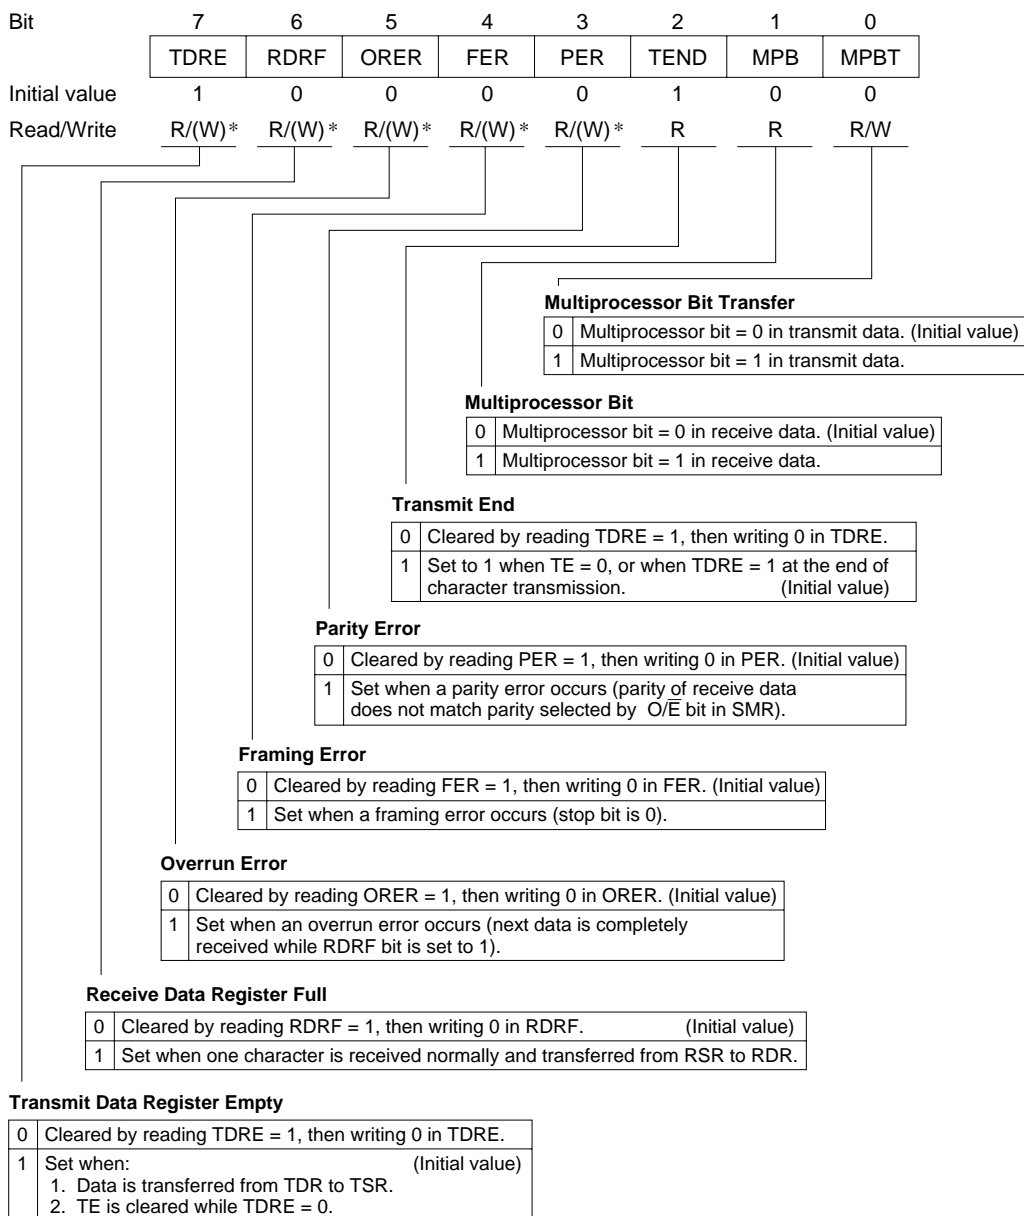 Bit 7 6 5 4 3 2 1 0
TDRE RDRF ORER FER PER TEND MPB MPBT
Initial value 1 0 0 0 0 1 0 0
Read/Write R/(W)* R/(W)* R/(W)* R/(W)* R/(W)* R R R/W
Multiprocessor Bit Transfer
0 Multiprocessor bit = 0 in transmit data. (Initial value)
1 Multiprocessor bit = 1 in transmit data.
Multiprocessor Bit
0 Multiprocessor bit = 0 in receive data. (Initial value)
1 Multiprocessor bit = 1 in receive data.
Transmit End
0 Cleared by reading TDRE = 1, then writing 0 in TDRE.
1 Set to 1 when TE = 0, or when TDRE = 1 at the end of
character transmission. (Initial value)
Parity Error
0 Cleared by reading PER = 1, then writing 0 in PER. (Initial value)
1 Set when a parity error occurs (parity of receive data
does not match parity selected by O/E̅ bit in SMR).
Framing Error
0 Cleared by reading FER = 1, then writing 0 in FER. (Initial value)
1 Set when a framing error occurs (stop bit is 0).
Overrun Error
0 Cleared by reading ORER = 1, then writing 0 in ORER. (Initial value)
1 Set when an overrun error occurs (next data is completely
received while RDRF bit is set to 1).
Receive Data Register Full
0 Cleared by reading RDRF = 1, then writing 0 in RDRF. (Initial value)
1 Set when one character is received normally and transferred from RSR to RDR.
Transmit Data Register Empty
0 Cleared by reading TDRE = 1, then writing 0 in TDRE.
1 Set when: (Initial value)
1. Data is transferred from TDR to TSR.
2. TE is cleared while TDRE = 0.